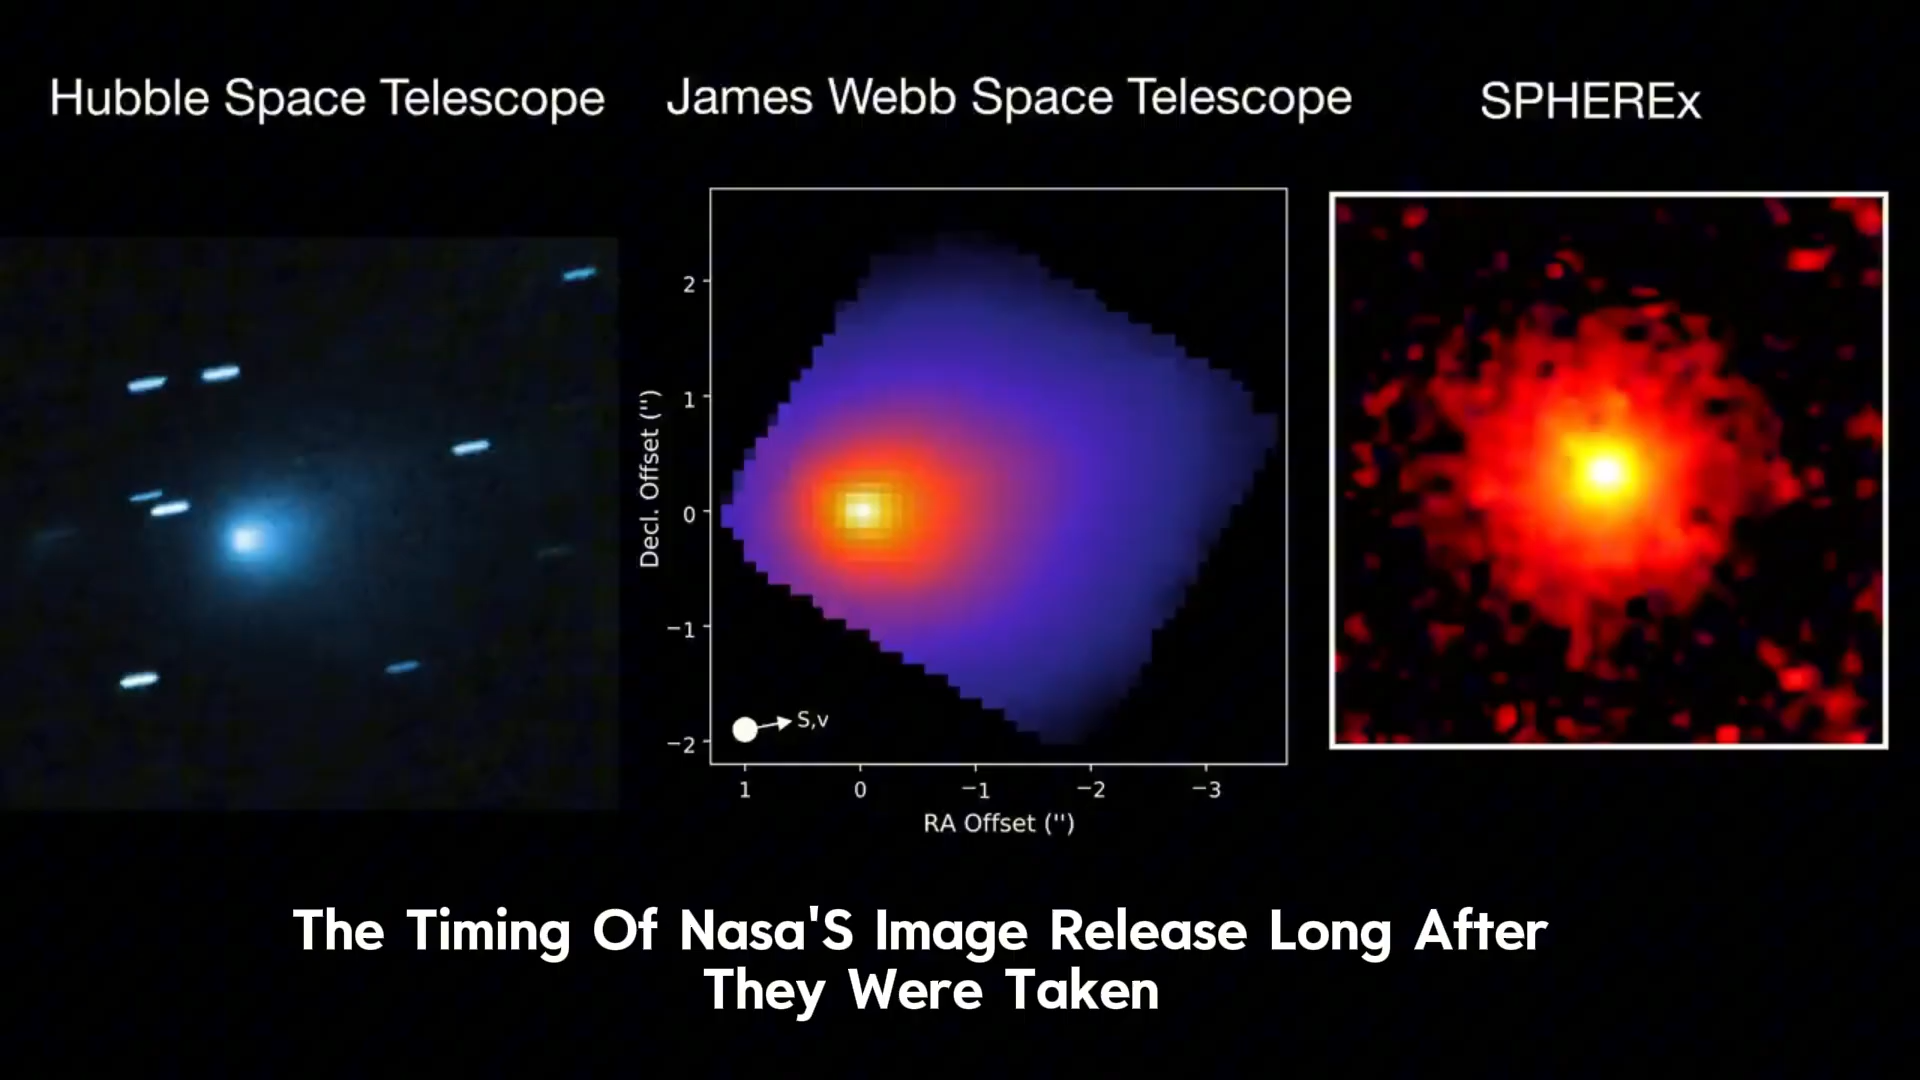 Hubble Space Telescope
James Webb Space Telescope
SPHEREx
Decl. Offset ('')
2
1
0
−1
−2
S,v
1 0 −1 −2 −3
RA Offset ('')
The Timing Of Nasa'S Image Release Long After
They Were Taken